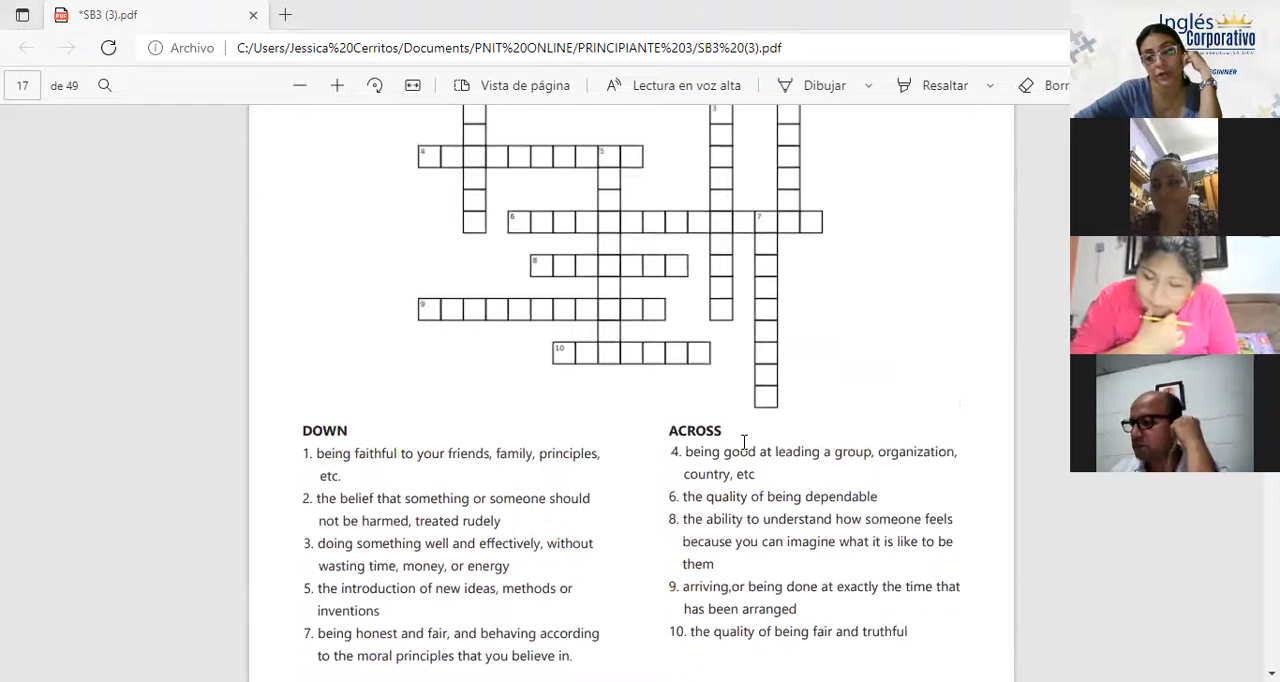 *SB3 (3).pdf
Archivo
C:/Users/Jessica%20Cerritos/Documents/PNIT%20ONLINE/PRINCIPIANTE%203/SB3%20(3).pdf
17 de 49
Vista de página
Lectura en voz alta
Dibujar
Resaltar
Borr
Inglés
Corporativo
3
4
5
6
7
8
9
10
DOWN
1. being faithful to your friends, family, principles,
etc.
2. the belief that something or someone should
not be harmed, treated rudely
3. doing something well and effectively, without
wasting time, money, or energy
5. the introduction of new ideas, methods or
inventions
7. being honest and fair, and behaving according
to the moral principles that you believe in.
ACROSS
4. being good at leading a group, organization,
country, etc
6. the quality of being dependable
8. the ability to understand how someone feels
because you can imagine what it is like to be
them
9. arriving,or being done at exactly the time that
has been arranged
10. the quality of being fair and truthful